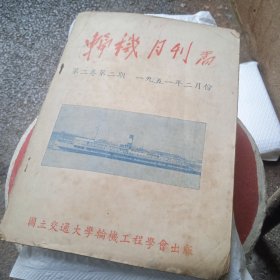 輪機月刊
第二卷第二期 一九五一年二月份
國立交通大學輪機工程學會出版